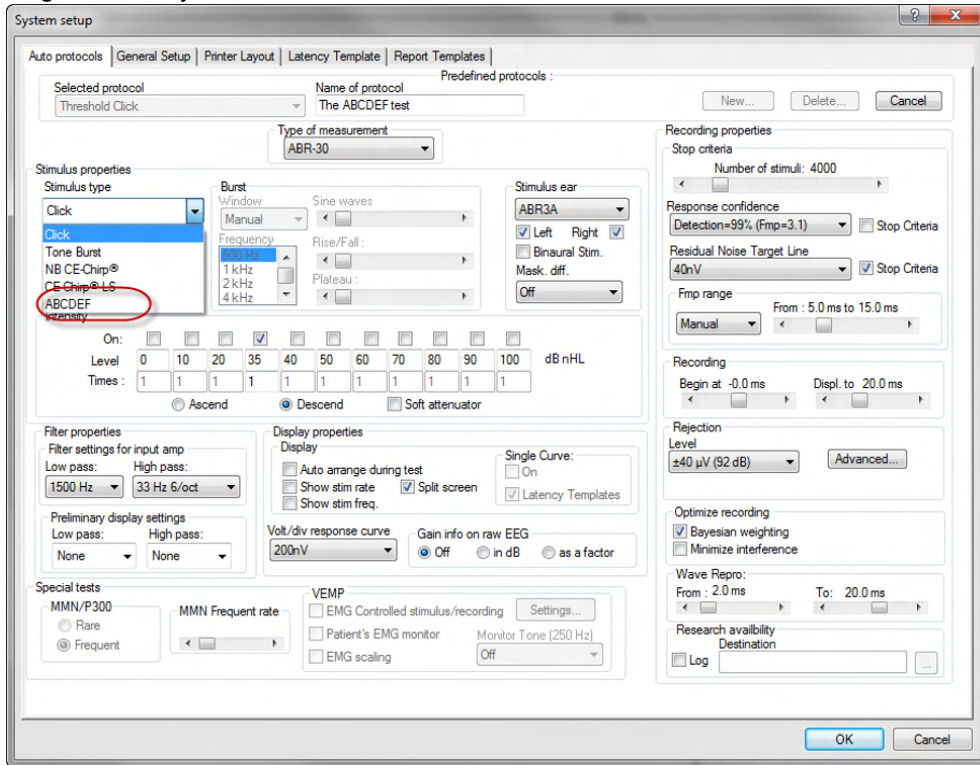 System setup
Auto protocols General Setup Printer Layout Latency Template Report Templates
Predefined protocols :
Selected protocol
Threshold Click
Name of protocol
The ABCDEF test
New... Delete... Cancel
Type of measurement
ABR-30
Stimulus properties
Stimulus type
Click
Click
Tone Burst
NB CE-Chirp®
CE-Chirp® LS
ABCDEF
Burst
Window
Manual
Sine waves
Frequency
500 Hz
1 kHz
2 kHz
4 kHz
Rise/Fall :
Plateau :
Stimulus ear
ABR3A
Left Right
Binaural Stim.
Mask. diff.
Off
Intensity
On:
Level 0 10 20 35 40 50 60 70 80 90 100 dB nHL
Times : 1 1 1 1 1 1 1 1 1 1 1
Ascend Descend Soft attenuator
Filter properties
Filter settings for input amp
Low pass: High pass:
1500 Hz 33 Hz 6/oct
Preliminary display settings
Low pass: High pass:
None None
Display properties
Display
Auto arrange during test
Show stim rate Split screen
Show stim freq.
Single Curve:
On
Latency Templates
Volt/div response curve
200nV
Gain info on raw EEG
Off in dB as a factor
Special tests
MMN/P300
Rare
Frequent
MMN Frequent rate
VEMP
EMG Controlled stimulus/recording Settings...
Patient's EMG monitor Monitor Tone (250 Hz)
EMG scaling Off
Recording properties
Stop criteria
Number of stimuli: 4000
Response confidence
Detection=99% (Fmp=3.1) Stop Criteria
Residual Noise Target Line
40nV Stop Criteria
Fmp range
From : 5.0 ms to 15.0 ms
Manual
Recording
Begin at -0.0 ms Displ. to 20.0 ms
Rejection
Level
±40 µV (92 dB) Advanced...
Optimize recording
Bayesian weighting
Minimize interference
Wave Repro:
From : 2.0 ms To: 20.0 ms
Research availbility
Destination
Log ...
OK Cancel